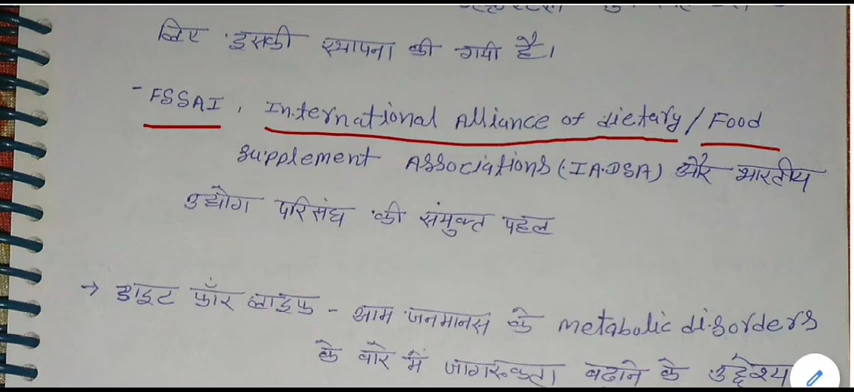 लिए इसकी स्थापना की गयी है।
- FSSAI, International Alliance of dietary/Food
Supplement Associations (IADSA) और भारतीय
उद्योग परिसंघ की संयुक्त पहल
→ डाइट फॉर लाइफ - आम जनमानस के metabolic disorders
के बारे में जागरूकता बढाने के उद्देश्य